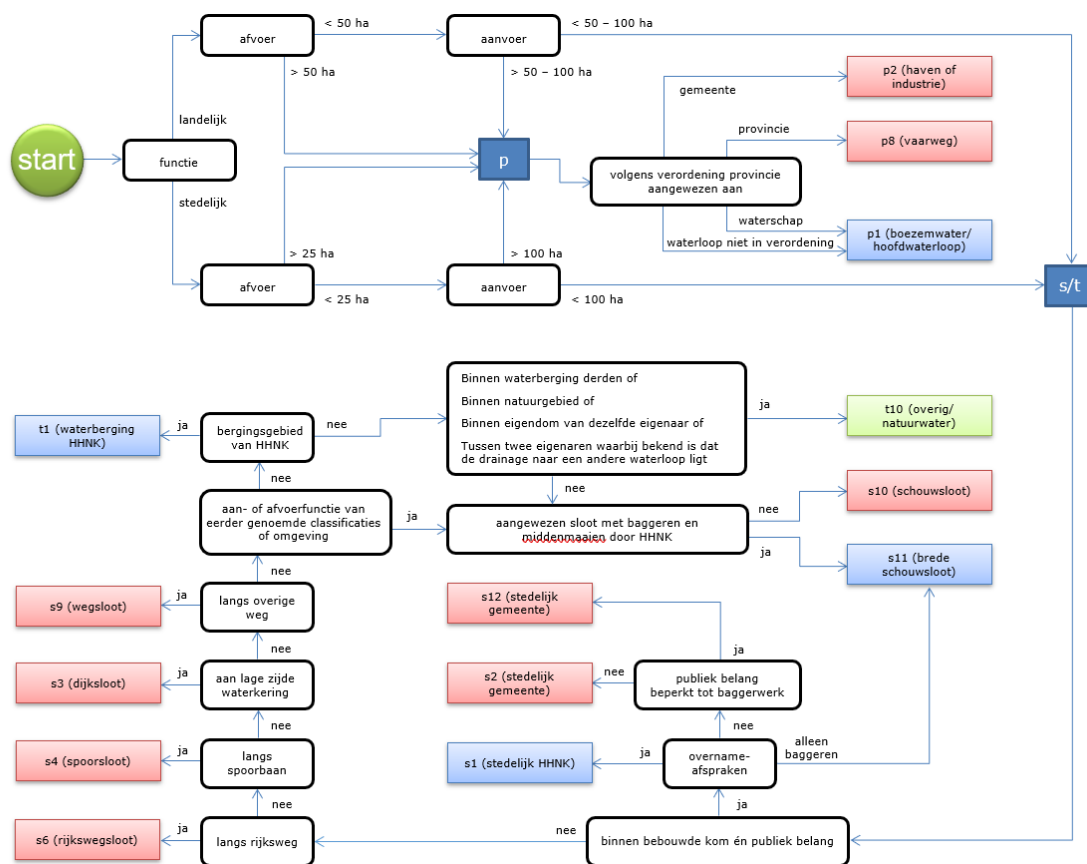 < 50 ha
< 50 – 100 ha
afvoer
aanvoer
> 50 ha
> 50 – 100 ha
p2 (haven of
industrie)
gemeente
landelijk
provincie
p8 (vaarweg)
start
functie
p
volgens verordening provincie
aangewezen aan
stedelijk
waterschap
waterloop niet in verordening
p1 (boezemwater/
hoofdwaterloop)
> 25 ha
> 100 ha
afvoer
aanvoer
< 25 ha
< 100 ha
s/t
Binnen waterberging derden of
Binnen natuurgebied of
Binnen eigendom van dezelfde eigenaar of
Tussen twee eigenaren waarbij bekend is dat
de drainage naar een andere waterloop ligt
ja
t10 (overig/
natuurwater)
t1 (waterberging
HHNK)
ja
bergingsgebied
van HHNK
nee
nee
nee
aan- of afvoerfunctie van
eerder genoemde classificaties
of omgeving
ja
aangewezen sloot met baggeren en
middenmaaien door HHNK
nee
s10 (schouwsloot)
ja
s11 (brede
schouwsloot)
nee
s9 (wegsloot)
ja
langs overige
weg
s12 (stedelijk
gemeente)
nee
ja
s3 (dijksloot)
ja
aan lage zijde
waterkering
s2 (stedelijk
gemeente)
nee
publiek belang
beperkt tot baggerwerk
nee
nee
s4 (spoorsloot)
ja
langs
spoorbaan
s1 (stedelijk HHNK)
ja
overname-
afspraken
alleen
baggeren
nee
ja
s6 (rijkswegsloot)
ja
langs rijksweg
nee
binnen bebouwde kom én publiek belang